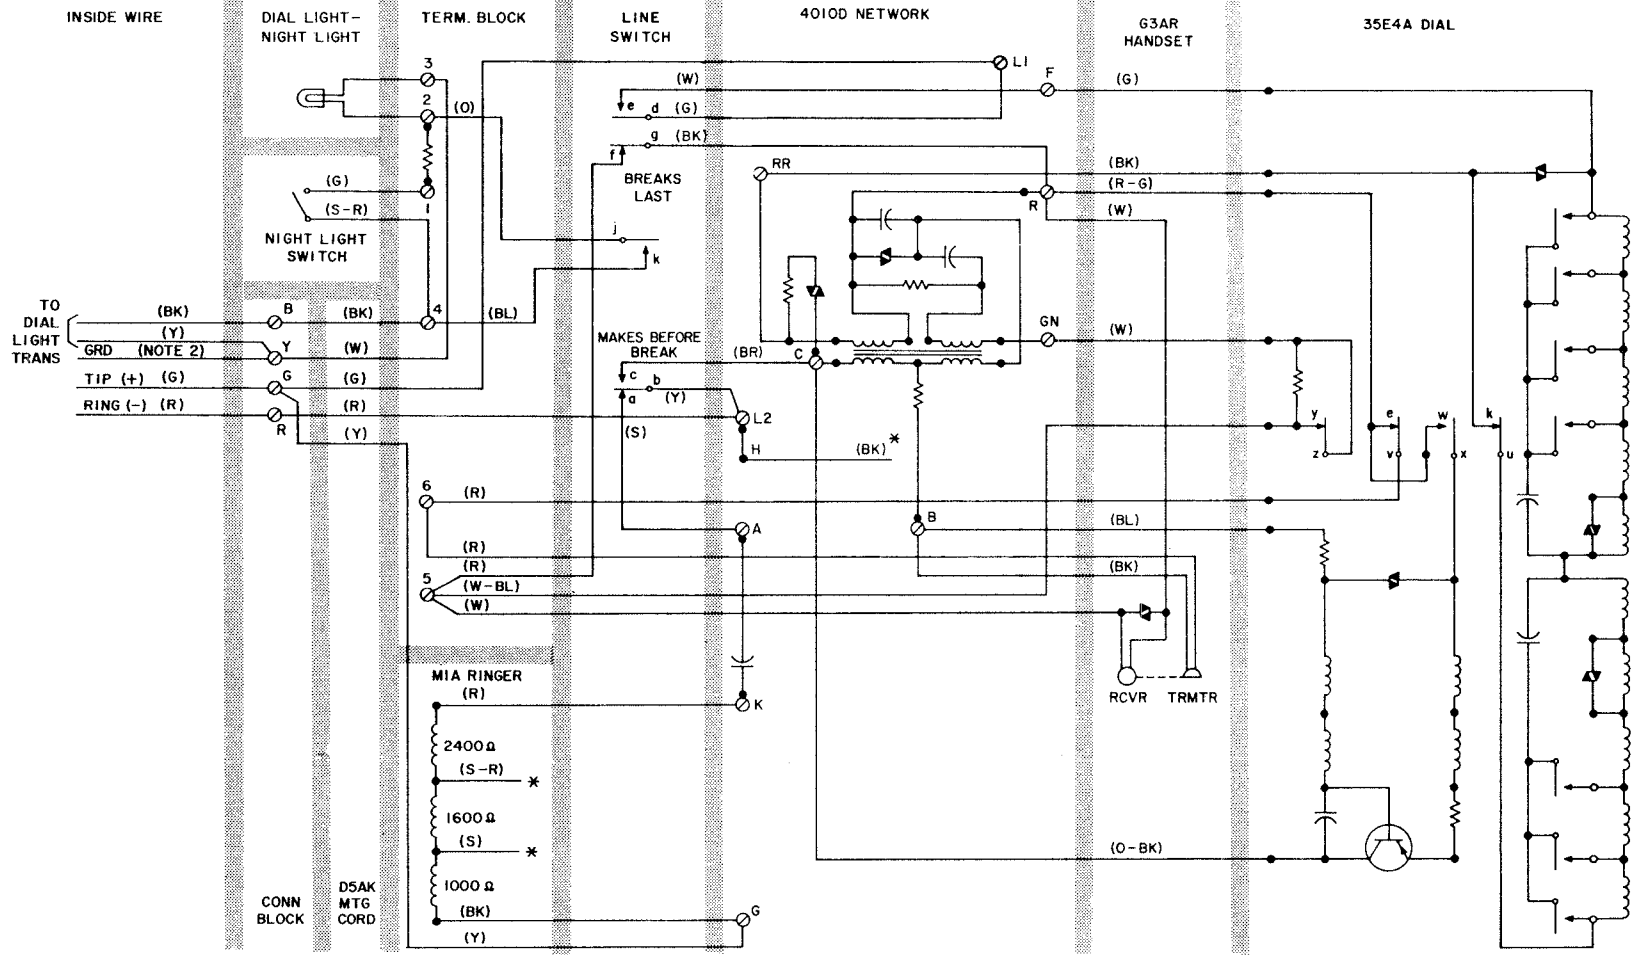 INSIDE WIRE
DIAL LIGHT-
NIGHT LIGHT
TERM. BLOCK
LINE
SWITCH
4010D NETWORK
G3AR
HANDSET
35E4A DIAL
3
2
(O)
1
(G)
(S-R)
NIGHT LIGHT
SWITCH
L1
F
(W)
(G)
e
d
(G)
g
(BK)
f
BREAKS
LAST
RR
(BK)
(R-G)
R
(W)
j
k
TO
DIAL
LIGHT
TRANS
(BK)
B
(BK)
4
(BL)
(Y)
Y
GRD (NOTE 2)
(W)
TIP (+) (G)
G
(G)
RING (-) (R)
R
(R)
(Y)
MAKES BEFORE
BREAK
(BR)
C
GN
(W)
c
b
(Y)
a
(S)
L2
H
(BK)*
y
z
e
v
w
x
k
u
6
(R)
A
B
(BL)
(R)
(R)
5
(W-BL)
(W)
(BK)
RCVR
TRMTR
M1A RINGER
(R)
K
2400Ω
(S-R) *
1600Ω
(S) *
1000Ω
(BK)
G
(Y)
(O-BK)
CONN
BLOCK
D5AK
MTG
CORD